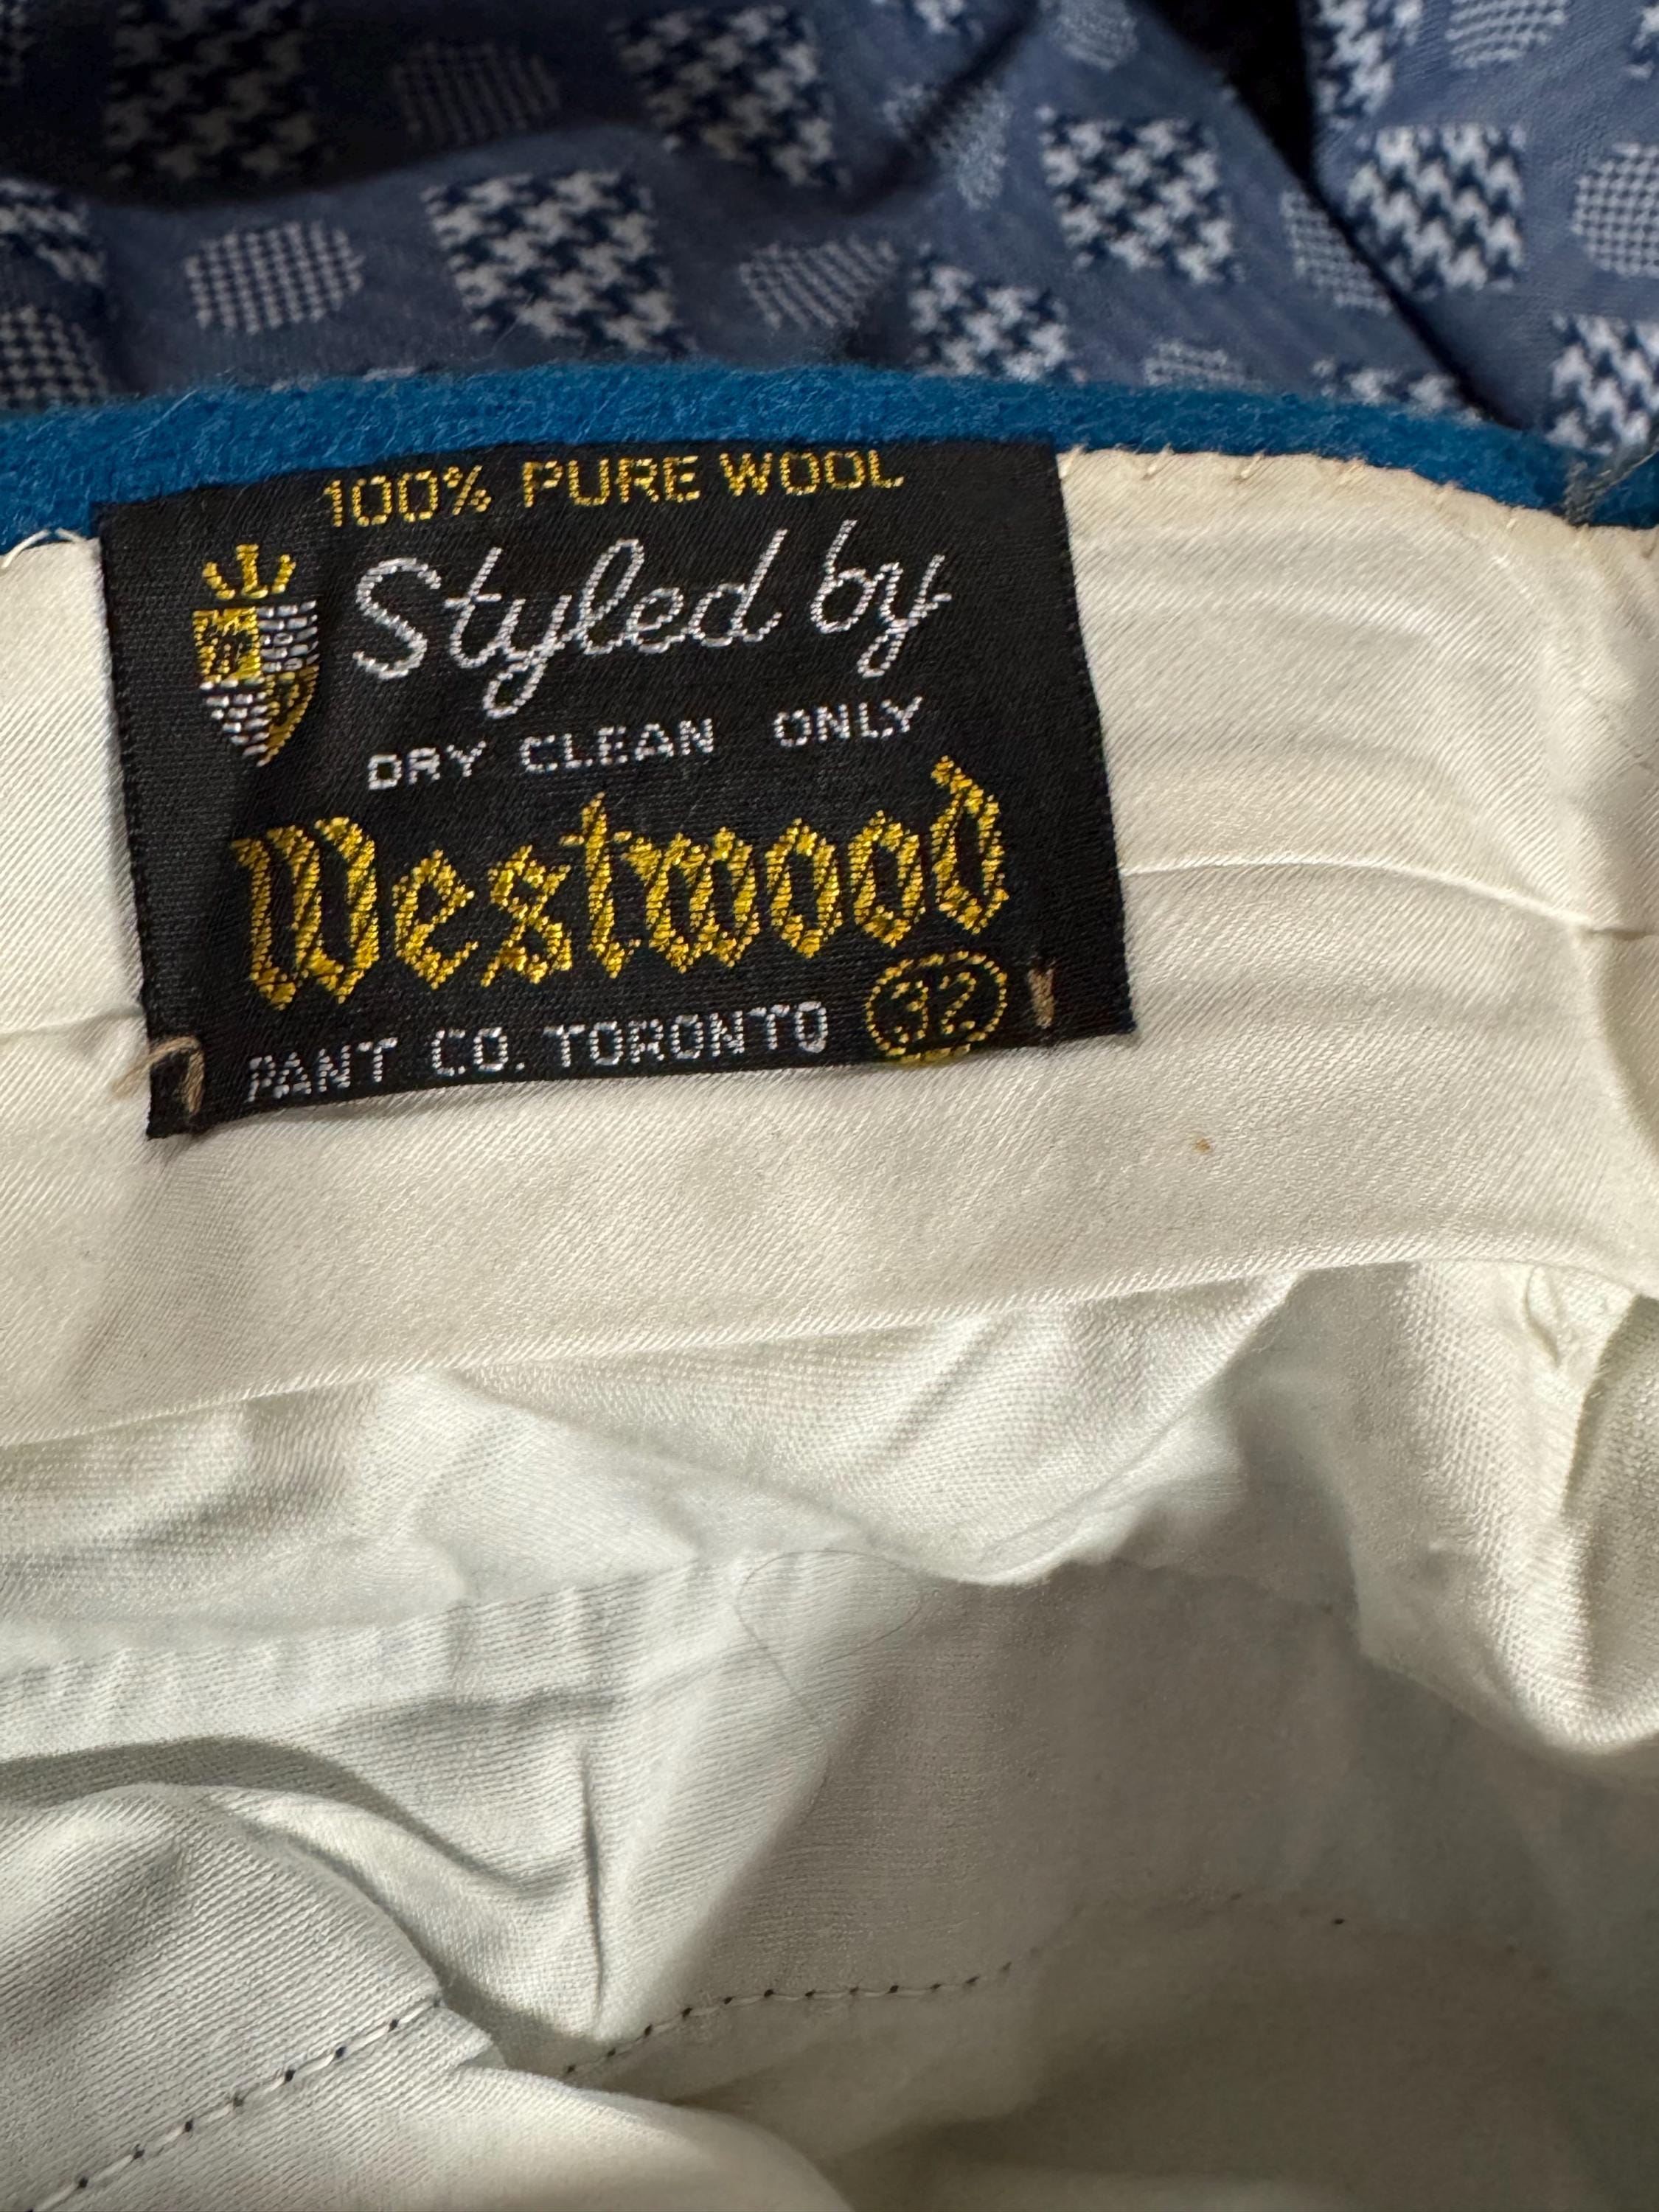 100% PURE WOOL
Styled by
DRY CLEAN ONLY
Westwood
PANT CO. TORONTO 32